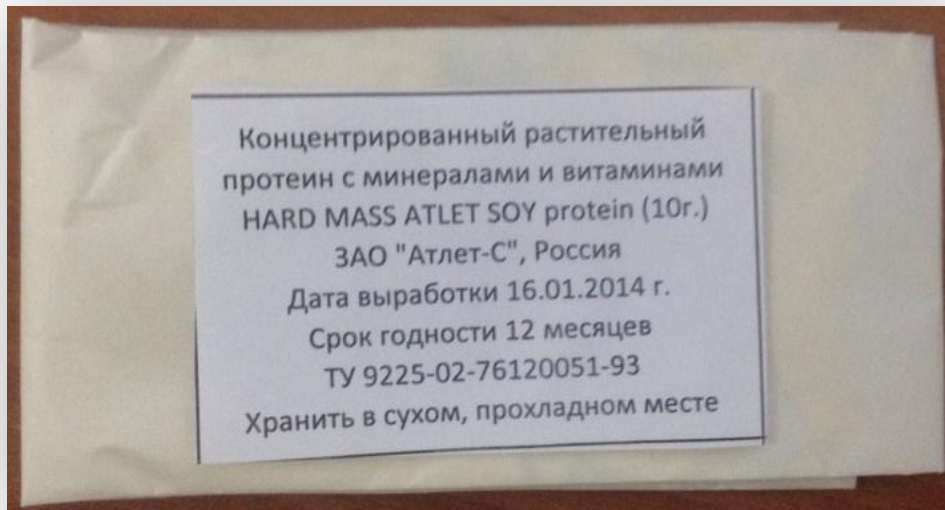 Концентрированный растительный
протеин с минералами и витаминами
HARD MASS ATLET SOY protein (10г.)
ЗАО "Атлет-С", Россия
Дата выработки 16.01.2014 г.
Срок годности 12 месяцев
ТУ 9225-02-76120051-93
Хранить в сухом, прохладном месте